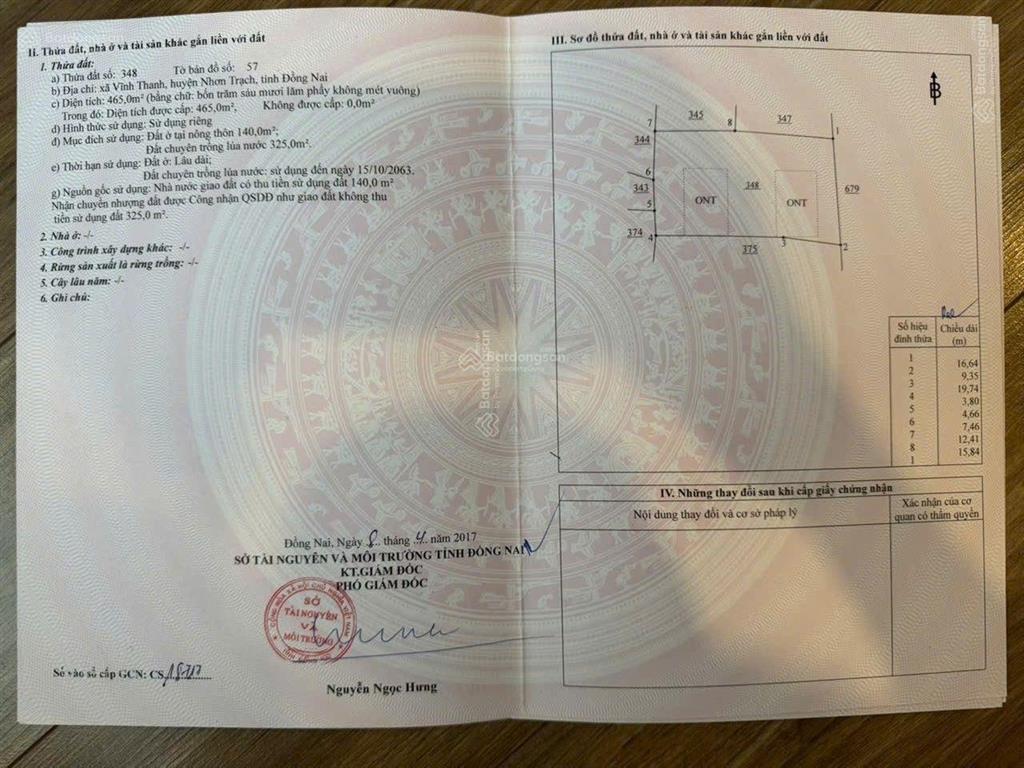 II. Thửa đất, nhà ở và tài sản khác gắn liền với đất
1. Thửa đất:
a) Thửa đất số: 348 Tờ bản đồ số: 57
b) Địa chỉ: xã Vĩnh Thanh, huyện Nhơn Trạch, tỉnh Đồng Nai
c) Diện tích: 465,0m² (bằng chữ: bốn trăm sáu mươi lăm phẩy không mét vuông)
Trong đó: Diện tích được cấp: 465,0m², Không được cấp: 0,0m²
d) Hình thức sử dụng: Sử dụng riêng
đ) Mục đích sử dụng: Đất ở tại nông thôn 140,0m²;
Đất chuyên trồng lúa nước 325,0m².
e) Thời hạn sử dụng: Đất ở: Lâu dài;
Đất chuyên trồng lúa nước: sử dụng đến ngày 15/10/2063.
g) Nguồn gốc sử dụng: Nhà nước giao đất có thu tiền sử dụng đất 140,0 m²
Nhận chuyển nhượng đất được Công nhận QSDĐ như giao đất không thu
tiền sử dụng đất 325,0 m².
2. Nhà ở: -/-
3. Công trình xây dựng khác: -/-
4. Rừng sản xuất là rừng trồng: -/-
5. Cây lâu năm: -/-
6. Ghi chú:
Đồng Nai, Ngày 8 tháng 4 năm 2017
SỞ TÀI NGUYÊN VÀ MÔI TRƯỜNG TỈNH ĐỒNG NAI
KT.GIÁM ĐỐC
PHÓ GIÁM ĐỐC
SỞ
TÀI NGUYÊN
VÀ
MÔI TRƯỜNG
Nguyễn Ngọc Hưng
Số vào sổ cấp GCN: CS
III. Sơ đồ thửa đất, nhà ở và tài sản khác gắn liền với đất
B
7 345 8 347 1
344
6
343 ONT 348 ONT 679
5
374 4 375 3 2
Số hiệu đỉnh thửa Chiều dài (m)
1
16,64
2
9,35
3
19,74
4
3,80
5
4,66
6
7,46
7
12,41
8
15,84
1
IV. Những thay đổi sau khi cấp giấy chứng nhận
Nội dung thay đổi và cơ sở pháp lý
Xác nhận của cơ
quan có thẩm quyền
Batdongsan
Batdongsan
Batdongsan